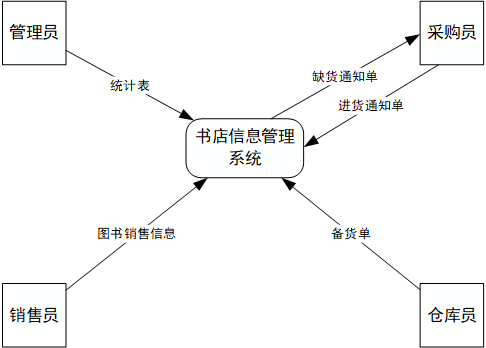 管理员
采购员
统计表
缺货通知单
进货通知单
书店信息管理
系统
图书销售信息
备货单
销售员
仓库员